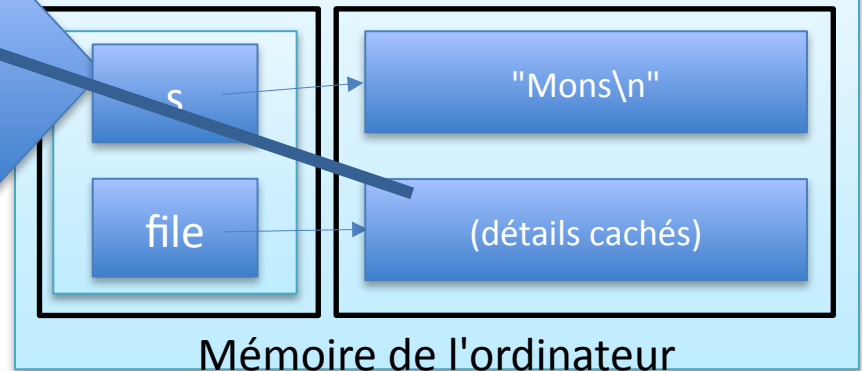 s
"Mons\n"
file
(détails cachés)
Mémoire de l'ordinateur